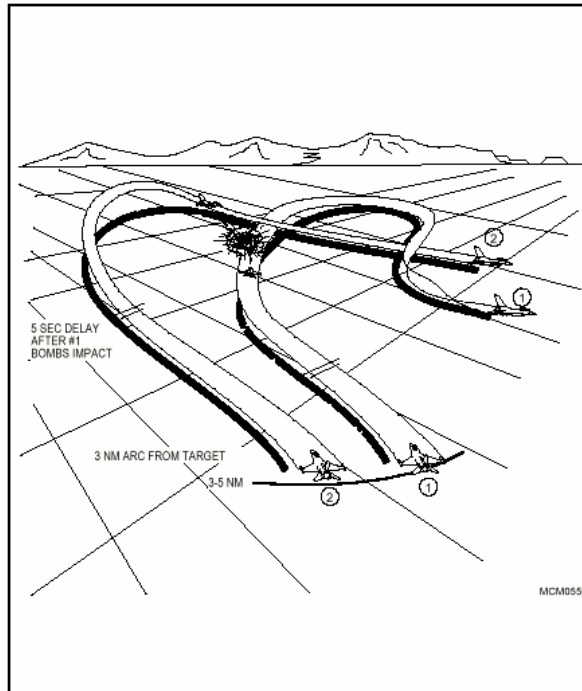 2
1
5 SEC DELAY
AFTER #1
BOMBS IMPACT
3 NM ARC FROM TARGET
3-5 NM
2
1
MCM055